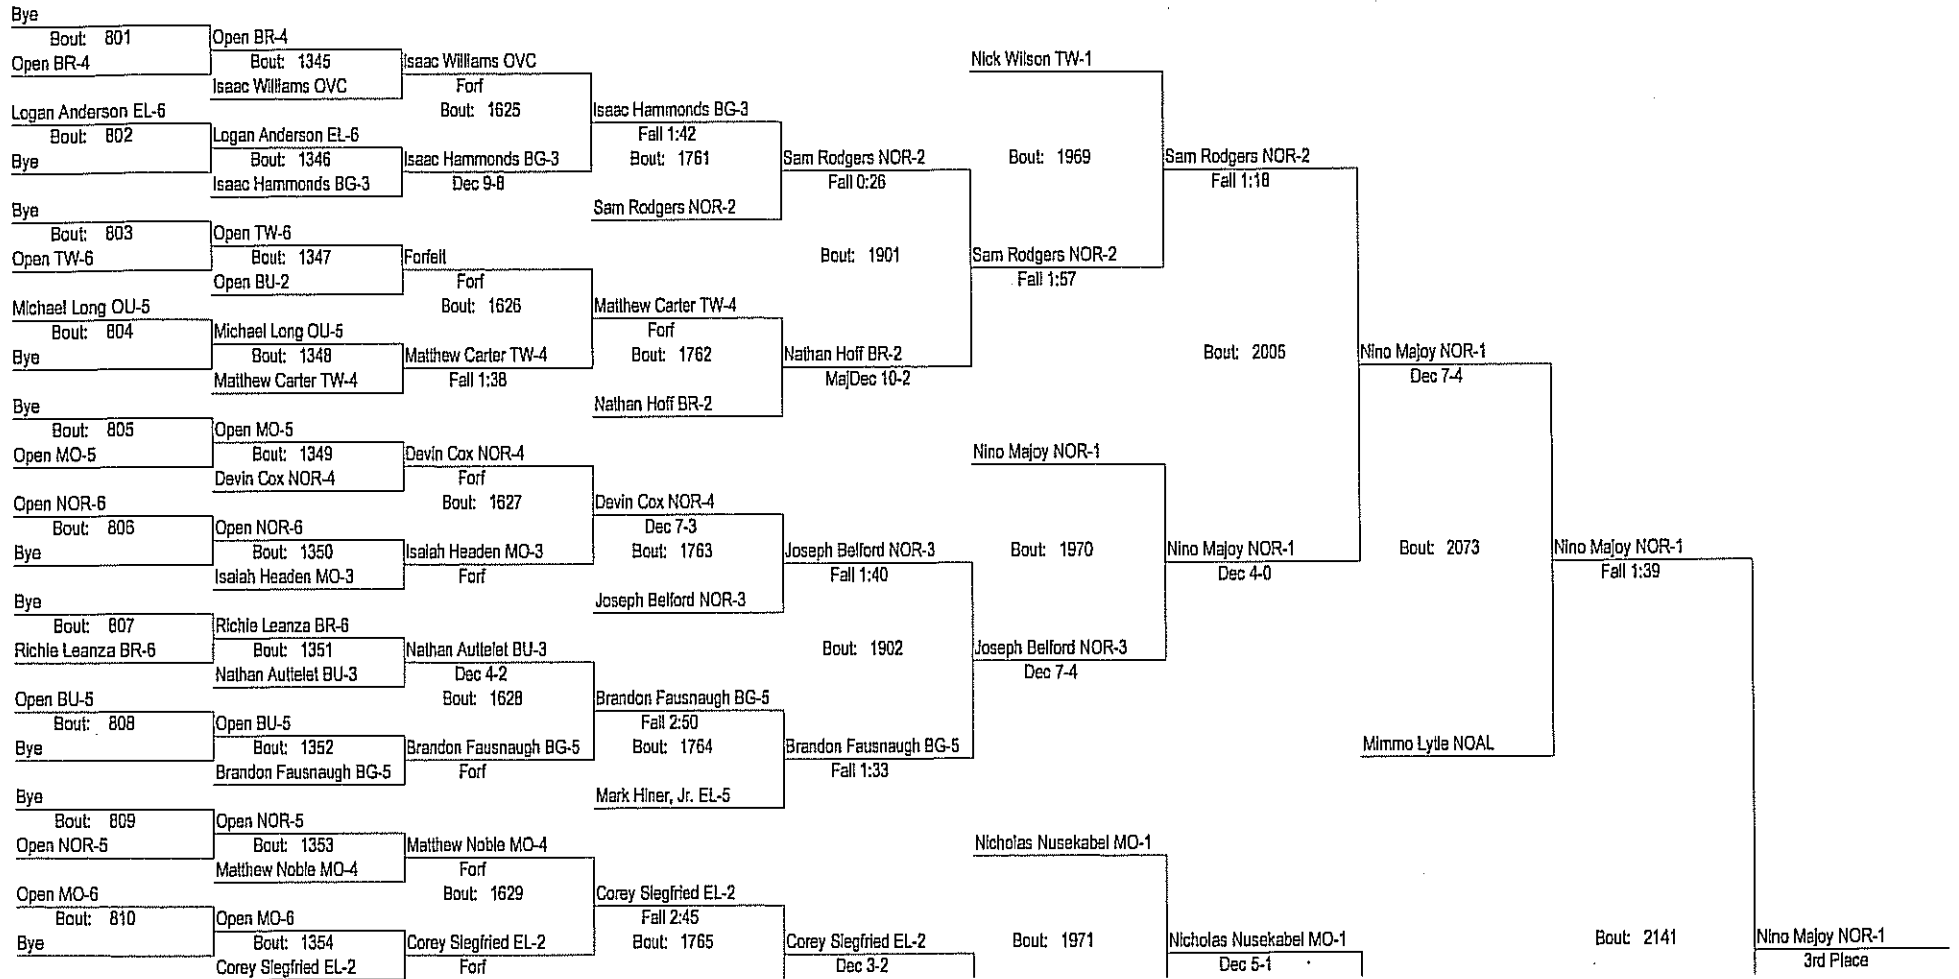 Bye
Bout: 801
Open BR-4
Logan Anderson EL-6
Bout: 802
Bye
Bye
Bout: 803
Open TW-6
Michael Long OU-5
Bout: 804
Bye
Bye
Bout: 805
Open MO-5
Open NOR-6
Bout: 806
Bye
Bye
Bout: 807
Richie Leanza BR-6
Open BU-5
Bout: 808
Bye
Bye
Bout: 809
Open NOR-5
Open MO-6
Bout: 810
Bye
Open BR-4
Bout: 1345
Isaac Williams OVC
Logan Anderson EL-6
Bout: 1346
Isaac Hammonds BG-3
Open TW-6
Bout: 1347
Open BU-2
Michael Long OU-5
Bout: 1348
Matthew Carter TW-4
Open MO-5
Bout: 1349
Devin Cox NOR-4
Open NOR-6
Bout: 1350
Isaiah Headen MO-3
Richie Leanza BR-6
Bout: 1351
Nathan Auttelet BU-3
Open BU-5
Bout: 1352
Brandon Fausnaugh BG-5
Open NOR-5
Bout: 1353
Matthew Noble MO-4
Open MO-6
Bout: 1354
Corey Siegfried EL-2
Isaac Williams OVC
Forf
Bout: 1625
Isaac Hammonds BG-3
Dec 9-8
Forfeit
Forf
Bout: 1626
Matthew Carter TW-4
Fall 1:38
Devin Cox NOR-4
Forf
Bout: 1627
Isaiah Headen MO-3
Forf
Nathan Auttelet BU-3
Dec 4-2
Bout: 1628
Brandon Fausnaugh BG-5
Forf
Matthew Noble MO-4
Forf
Bout: 1629
Corey Siegfried EL-2
Forf
Isaac Hammonds BG-3
Fall 1:42
Bout: 1761
Sam Rodgers NOR-2
Matthew Carter TW-4
Forf
Bout: 1762
Nathan Hoff BR-2
Devin Cox NOR-4
Dec 7-3
Bout: 1763
Joseph Belford NOR-3
Brandon Fausnaugh BG-5
Fall 2:50
Bout: 1764
Mark Hiner, Jr. EL-5
Corey Siegfried EL-2
Fall 2:45
Bout: 1765
Sam Rodgers NOR-2
Fall 0:26
Bout: 1901
Nathan Hoff BR-2
MajDec 10-2
Joseph Belford NOR-3
Fall 1:40
Bout: 1902
Brandon Fausnaugh BG-5
Fall 1:33
Corey Siegfried EL-2
Dec 3-2
Nick Wilson TW-1
Bout: 1969
Sam Rodgers NOR-2
Fall 1:57
Nino Majoy NOR-1
Bout: 1970
Joseph Belford NOR-3
Dec 7-4
Nicholas Nusekabel MO-1
Bout: 1971
Sam Rodgers NOR-2
Fall 1:18
Bout: 2005
Nino Majoy NOR-1
Dec 4-0
Nicholas Nusekabel MO-1
Dec 5-1
Nino Majoy NOR-1
Dec 7-4
Bout: 2073
Mimmo Lytle NOAL
Nino Majoy NOR-1
Fall 1:39
Bout: 2141
Nino Majoy NOR-1
3rd Place